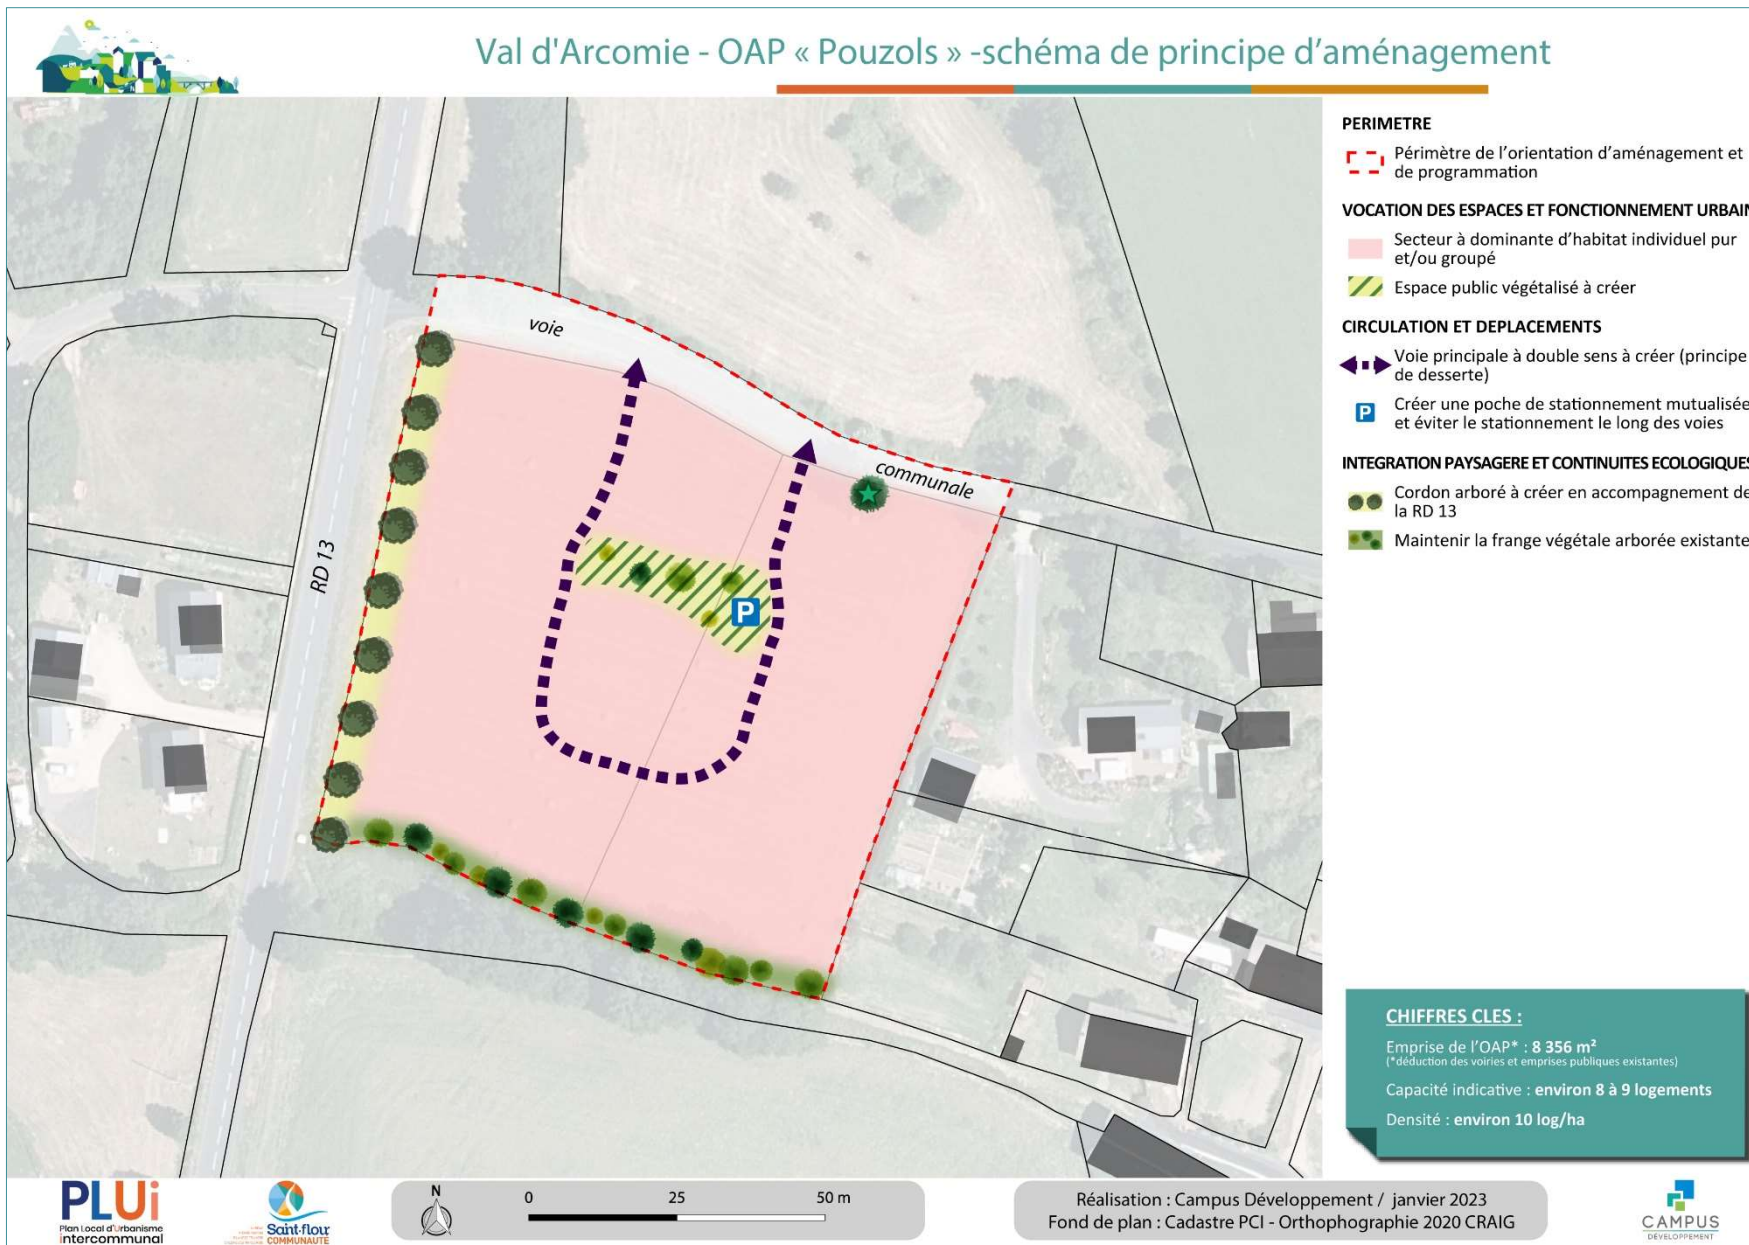 Val d'Arcomie - OAP « Pouzols » -schéma de principe d'aménagement
voie
communale
RD 13
P
PERIMETRE
Périmètre de l'orientation d'aménagement et
de programmation
VOCATION DES ESPACES ET FONCTIONNEMENT URBAIN
Secteur à dominante d'habitat individuel pur
et/ou groupé
Espace public végétalisé à créer
CIRCULATION ET DEPLACEMENTS
Voie principale à double sens à créer (principe
de desserte)
P
Créer une poche de stationnement mutualisée
et éviter le stationnement le long des voies
INTEGRATION PAYSAGERE ET CONTINUITES ECOLOGIQUES
Cordon arboré à créer en accompagnement de
la RD 13
Maintenir la frange végétale arborée existante
CHIFFRES CLES :
Emprise de l'OAP* : 8 356 m²
(*déduction des voiries et emprises publiques existantes)
Capacité indicative : environ 8 à 9 logements
Densité : environ 10 log/ha
PLUi
Plan Local d'Urbanisme
intercommunal
Saint-flour
COMMUNAUTÉ
N
0 25 50 m
Réalisation : Campus Développement / janvier 2023
Fond de plan : Cadastre PCI - Orthophographie 2020 CRAIG
CAMPUS
DÉVELOPPEMENT